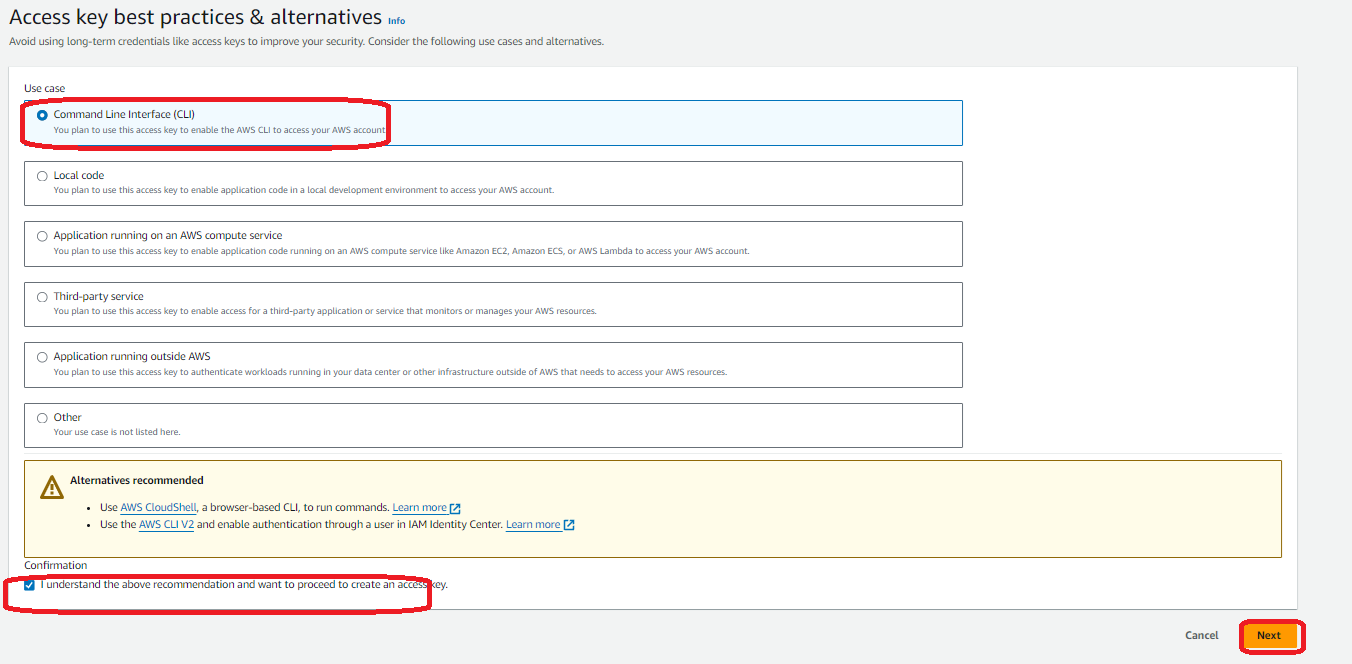 Access key best practices & alternatives Info
Avoid using long-term credentials like access keys to improve your security. Consider the following use cases and alternatives.
Use case
Command Line Interface (CLI)
You plan to use this access key to enable the AWS CLI to access your AWS account
Local code
You plan to use this access key to enable application code in a local development environment to access your AWS account.
Application running on an AWS compute service
You plan to use this access key to enable application code running on an AWS compute service like Amazon EC2, Amazon ECS, or AWS Lambda to access your AWS account.
Third-party service
You plan to use this access key to enable access for a third-party application or service that monitors or manages your AWS resources.
Application running outside AWS
You plan to use this access key to authenticate workloads running in your data center or other infrastructure outside of AWS that needs to access your AWS resources.
Other
Your use case is not listed here.
Alternatives recommended
• Use AWS CloudShell, a browser-based CLI, to run commands. Learn more
• Use the AWS CLI V2 and enable authentication through a user in IAM Identity Center. Learn more
Confirmation
I understand the above recommendation and want to proceed to create an access key.
Cancel Next